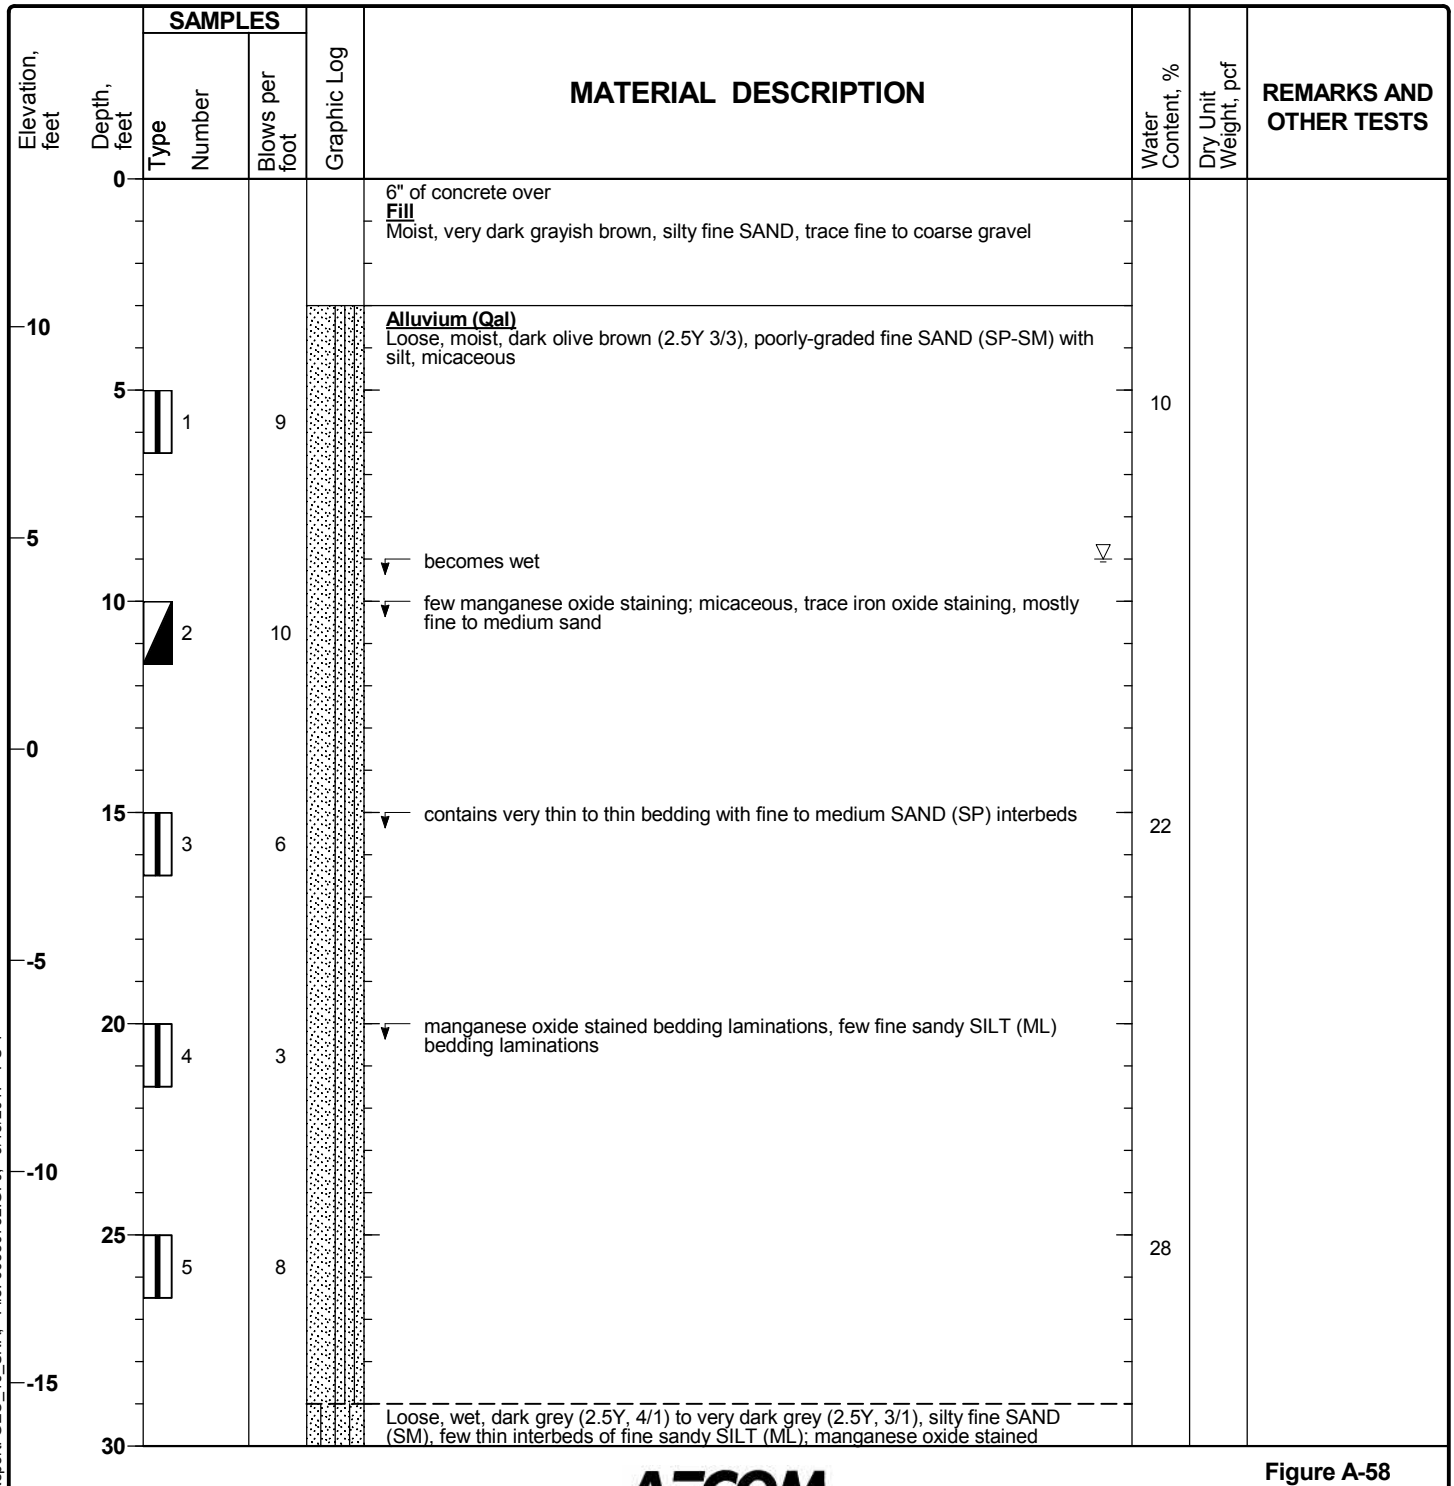 SAMPLES
Elevation,
feet
Depth,
feet
Type
Number
Blows per
foot
Graphic Log
MATERIAL DESCRIPTION
Water
Content, %
Dry Unit
Weight, pcf
REMARKS AND
OTHER TESTS
0
6" of concrete over
Fill
Moist, very dark grayish brown, silty fine SAND, trace fine to coarse gravel
Alluvium (Qal)
10
Loose, moist, dark olive brown (2.5Y 3/3), poorly-graded fine SAND (SP-SM) with
silt, micaceous
5
1 9 10
5
becomes wet
10
few manganese oxide staining; micaceous, trace iron oxide staining, mostly
fine to medium sand
2 10
0
15
contains very thin to thin bedding with fine to medium SAND (SP) interbeds
3 6 22
-5
20
manganese oxide stained bedding laminations, few fine sandy SILT (ML)
bedding laminations
4 3
-10
25
5 8 28
-15
Loose, wet, dark grey (2.5Y, 4/1) to very dark grey (2.5Y, 3/1), silty fine SAND
(SM), few thin interbeds of fine sandy SILT (ML); manganese oxide stained
30
AECOM
Figure A-58